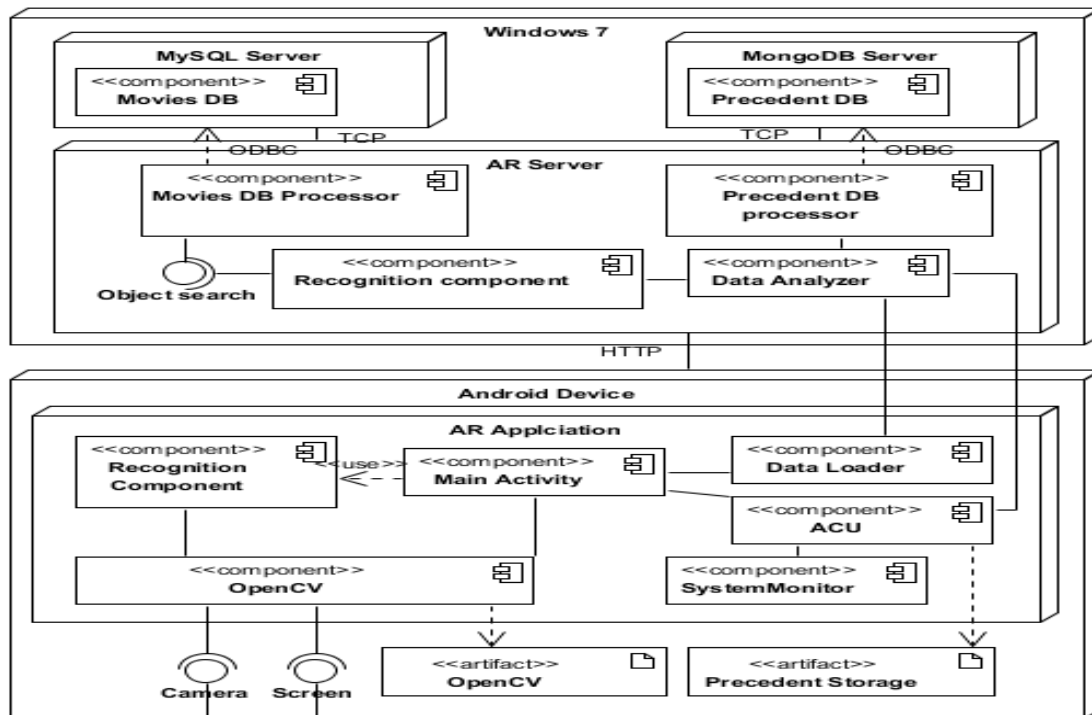 Windows 7
MySQL Server
MongoDB Server
<<component>>
Movies DB
<<component>>
Precedent DB
TCP
TCP
ODBC
ODBC
AR Server
<<component>>
Movies DB Processor
<<component>>
Precedent DB
processor
<<component>>
Recognition component
<<component>>
Data Analyzer
Object search
HTTP
Android Device
AR Applciation
<<component>>
Recognition
Component
<<use>>
<<component>>
Main Activity
<<component>>
Data Loader
<<component>>
ACU
<<component>>
OpenCV
<<component>>
SystemMonitor
Camera
Screen
<<artifact>>
OpenCV
<<artifact>>
Precedent Storage